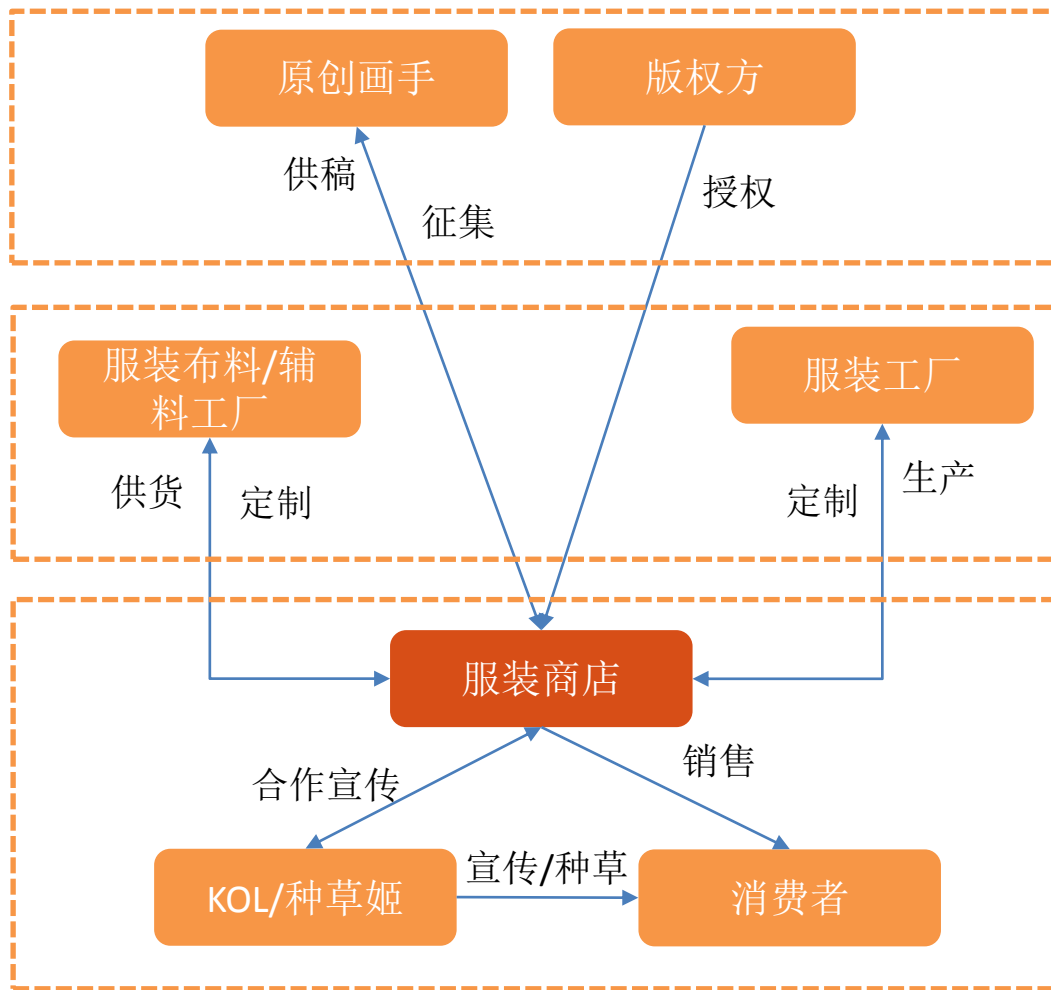 原创画手
版权方
供稿
授权
征集
服装布料/辅
料工厂
服装工厂
供货
定制
定制
生产
服装商店
合作宣传
销售
KOL/种草姬
宣传/种草
消费者